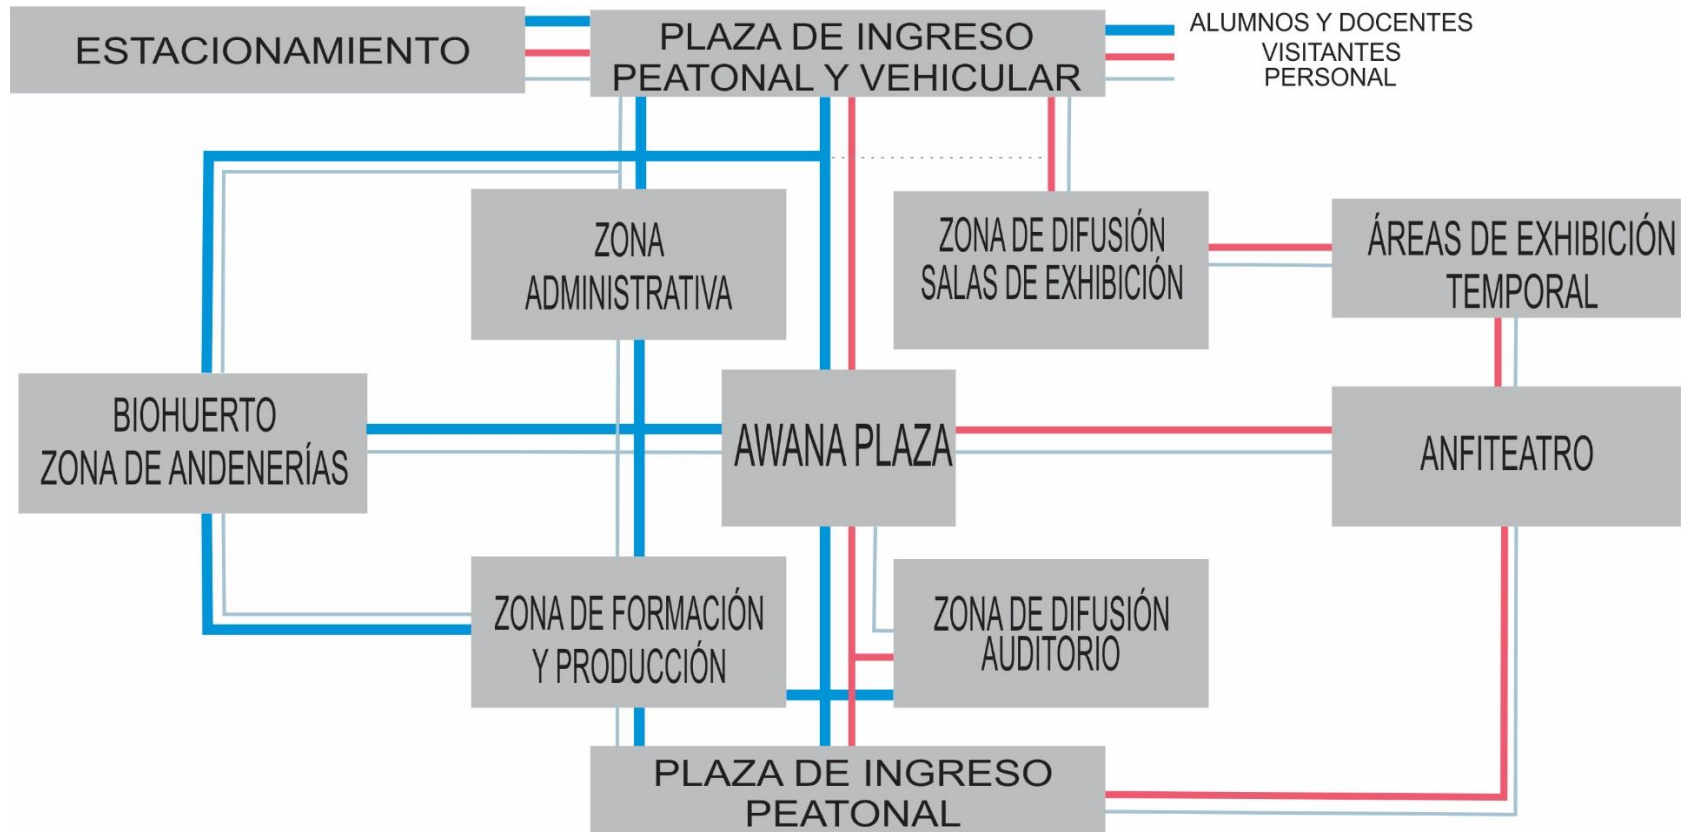 ESTACIONAMIENTO
PLAZA DE INGRESO
PEATONAL Y VEHICULAR
ALUMNOS Y DOCENTES
VISITANTES
PERSONAL
ZONA
ADMINISTRATIVA
ZONA DE DIFUSIÓN
SALAS DE EXHIBICIÓN
ÁREAS DE EXHIBICIÓN
TEMPORAL
BIOHUERTO
ZONA DE ANDENERÍAS
AWANA PLAZA
ANFITEATRO
ZONA DE FORMACIÓN
Y PRODUCCIÓN
ZONA DE DIFUSIÓN
AUDITORIO
PLAZA DE INGRESO
PEATONAL